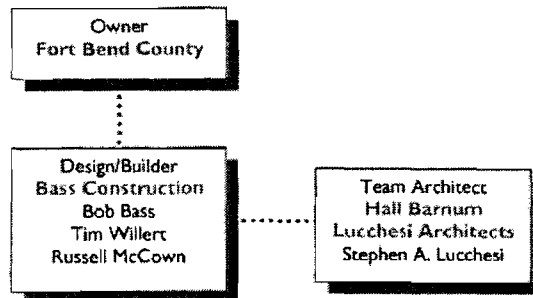 Owner
Fort Bend County
Design/Builder
Bass Construction
Bob Bass
Tim Willert
Russell McCown
Team Architect
Hall Barnum
Lucchesi Architects
Stephen A. Lucchesi